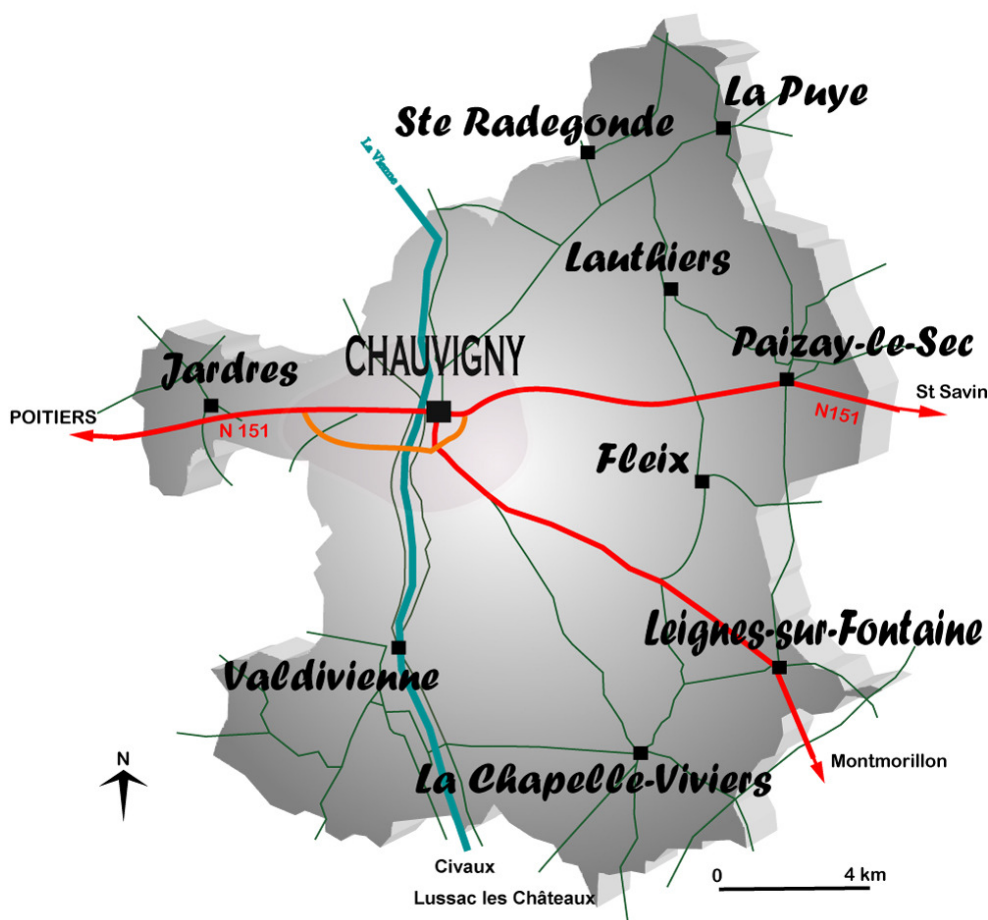 La Puye
Ste Radegonde
La Vienne
Lauthiers
CHAUVIGNY
Paizay-le-Sec
Jardres
St Savin
POITIERS
N 151
N151
Fleix
Leignes-sur-Fontaine
Valdivienne
N
Montmorillon
La Chapelle-Viviers
Civaux
0 4 km
Lussac les Châteaux